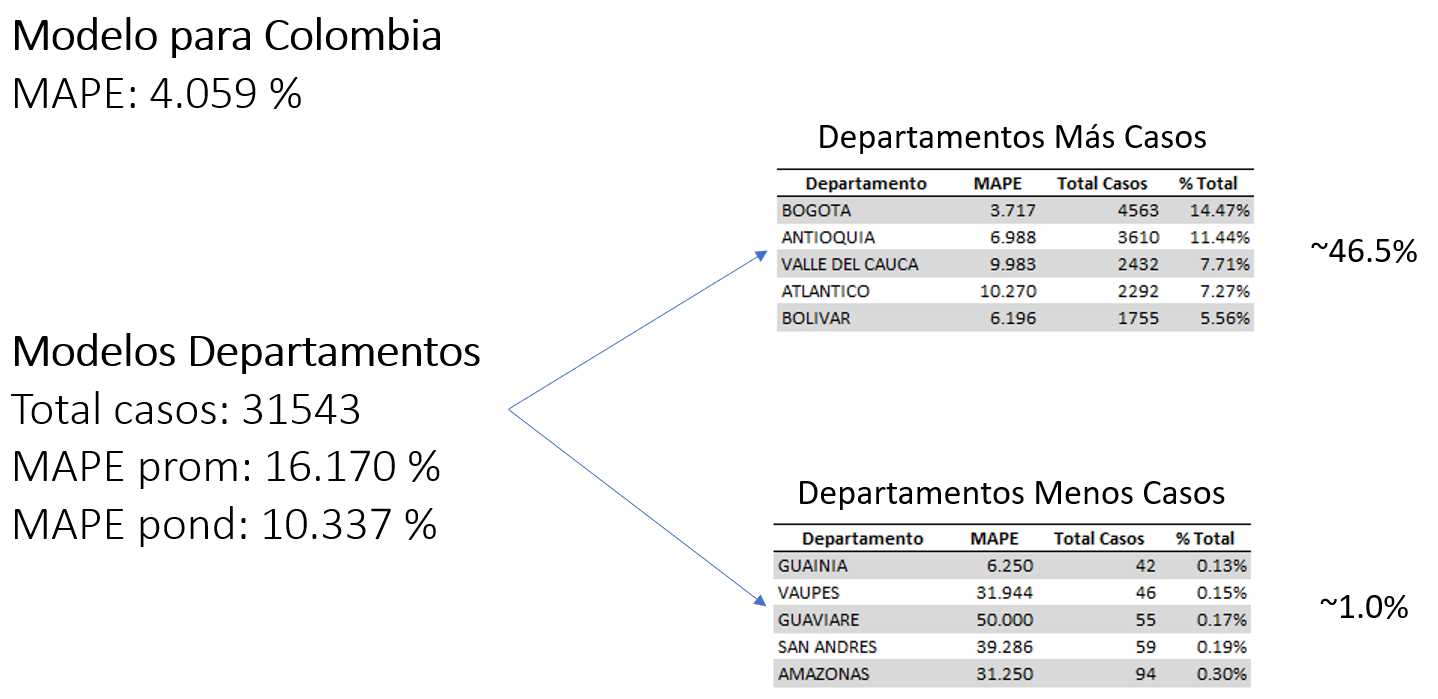 Modelo para Colombia
MAPE: 4.059 %
Modelos Departamentos
Total casos: 31543
MAPE prom: 16.170 %
MAPE pond: 10.337 %
Departamentos Más Casos
Departamento MAPE Total Casos % Total
BOGOTA 3.717 4563 14.47%
ANTIOQUIA 6.988 3610 11.44%
VALLE DEL CAUCA 9.983 2432 7.71%
ATLANTICO 10.270 2292 7.27%
BOLIVAR 6.196 1755 5.56%
~46.5%
Departamentos Menos Casos
Departamento MAPE Total Casos % Total
GUAINIA 6.250 42 0.13%
VAUPES 31.944 46 0.15%
GUAVIARE 50.000 55 0.17%
SAN ANDRES 39.286 59 0.19%
AMAZONAS 31.250 94 0.30%
~1.0%